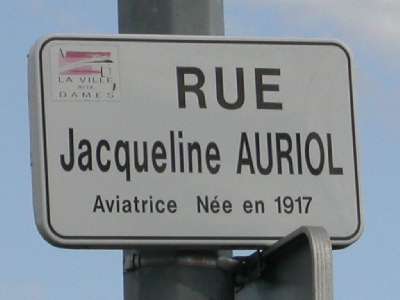 RUE
Jacqueline AURIOL
Aviatrice Née en 1917
LA VILLE
DAMES